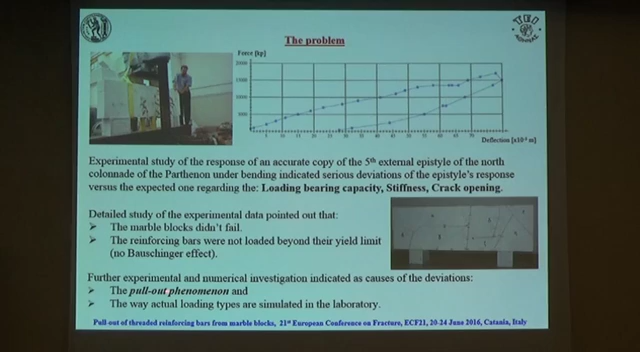 The problem
Force [kp]
20000
15000
10000
5000
Deflection [x10⁻⁵ m]
Experimental study of the response of an accurate copy of the 5th external epistyle of the north
colonnade of the Parthenon under bending indicated serious deviations of the epistyle's response
versus the expected one regarding the: Loading bearing capacity, Stiffness, Crack opening.
Detailed study of the experimental data pointed out that:
➢ The marble blocks didn't fail.
➢ The reinforcing bars were not loaded beyond their yield limit
(no Bauschinger effect).
Further experimental and numerical investigation indicated as causes of the deviations:
➢ The pull-out phenomenon and
➢ The way actual loading types are simulated in the laboratory.
Pull-out of threaded reinforcing bars from marble blocks, 21st European Conference on Fracture, ECF21, 20-24 June 2016, Catania, Italy